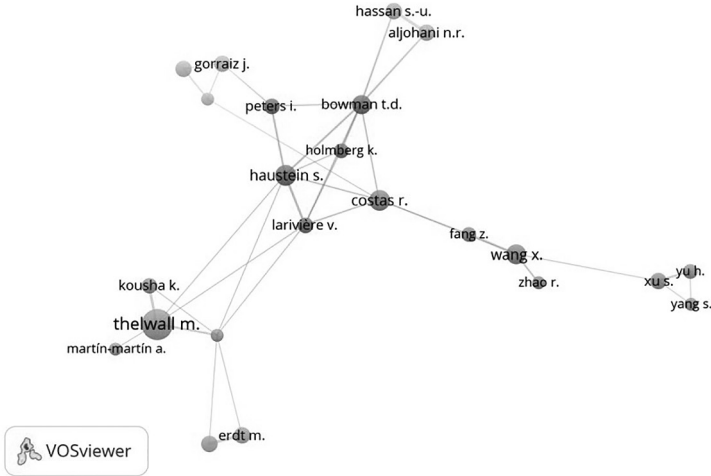 hassan s.-u.
aljohani n.r.
gorraiz j.
peters i.
bowman t.d.
holmberg k.
haustein s.
costas r.
larivière v.
fang z.
wang x.
zhao r.
xu s.
yu h.
yang s.
kousha k.
thelwall m.
martín-martín a.
erdt m.
VOSviewer